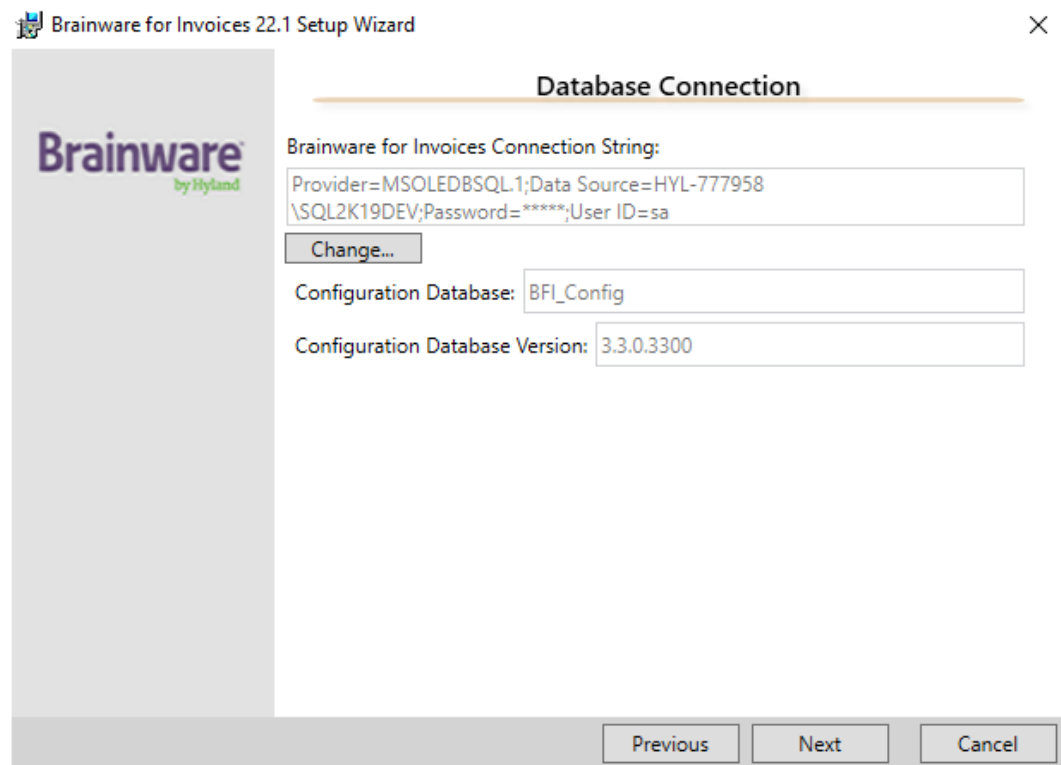 Brainware for Invoices 22.1 Setup Wizard
Database Connection
Brainware
by Hyland
Brainware for Invoices Connection String:
Provider=MSOLEDBSQL.1;Data Source=HYL-777958
\SQL2K19DEV;Password=*****;User ID=sa
Change...
Configuration Database: BFI_Config
Configuration Database Version: 3.3.0.3300
Previous Next Cancel